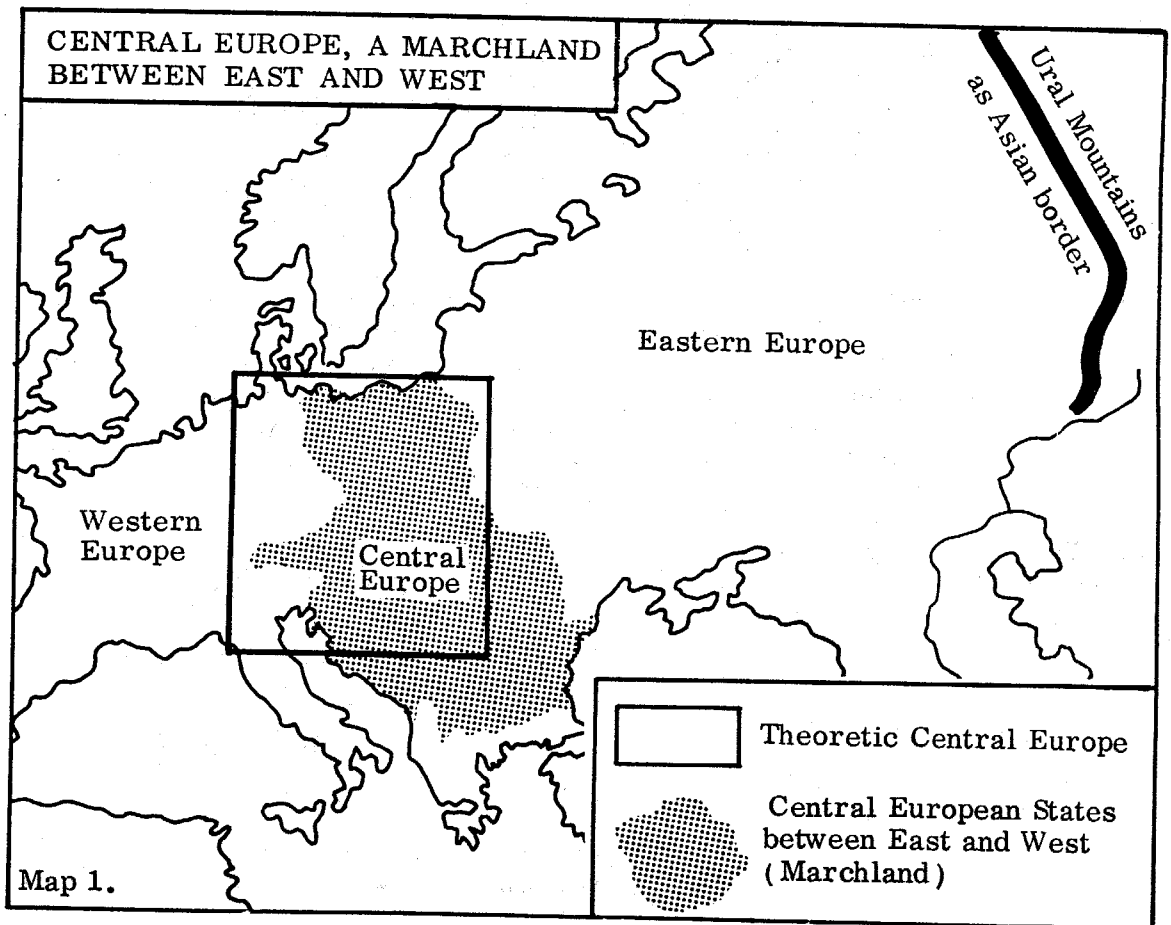 CENTRAL EUROPE, A MARCHLAND
BETWEEN EAST AND WEST
Ural Mountains
as Asian border
Eastern Europe
Western
Europe
Central
Europe
Theoretic Central Europe
Central European States
between East and West
(Marchland)
Map 1.